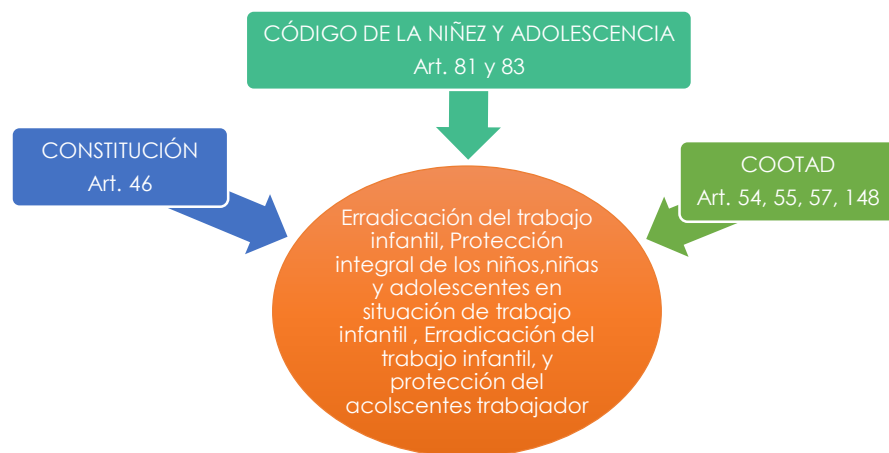 CÓDIGO DE LA NIÑEZ Y ADOLESCENCIA
Art. 81 y 83
CONSTITUCIÓN
Art. 46
COOTAD
Art. 54, 55, 57, 148
Erradicación del trabajo
infantil, Protección
integral de los niños,niñas
y adolescentes en
situación de trabajo
infantil , Erradicación del
trabajo infantil, y
protección del
acolscentes trabajador